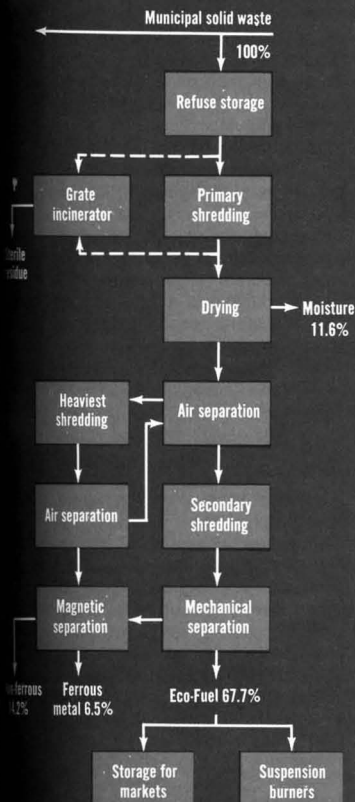 Municipal solid waste
100%
Refuse storage
Grate
incinerator
Primary
shredding
Drying
Moisture
11.6%
Heaviest
shredding
Air separation
Air separation
Secondary
shredding
Magnetic
separation
Mechanical
separation
Ferrous
metal 6.5%
Eco-Fuel 67.7%
Storage for
markets
Suspension
burners